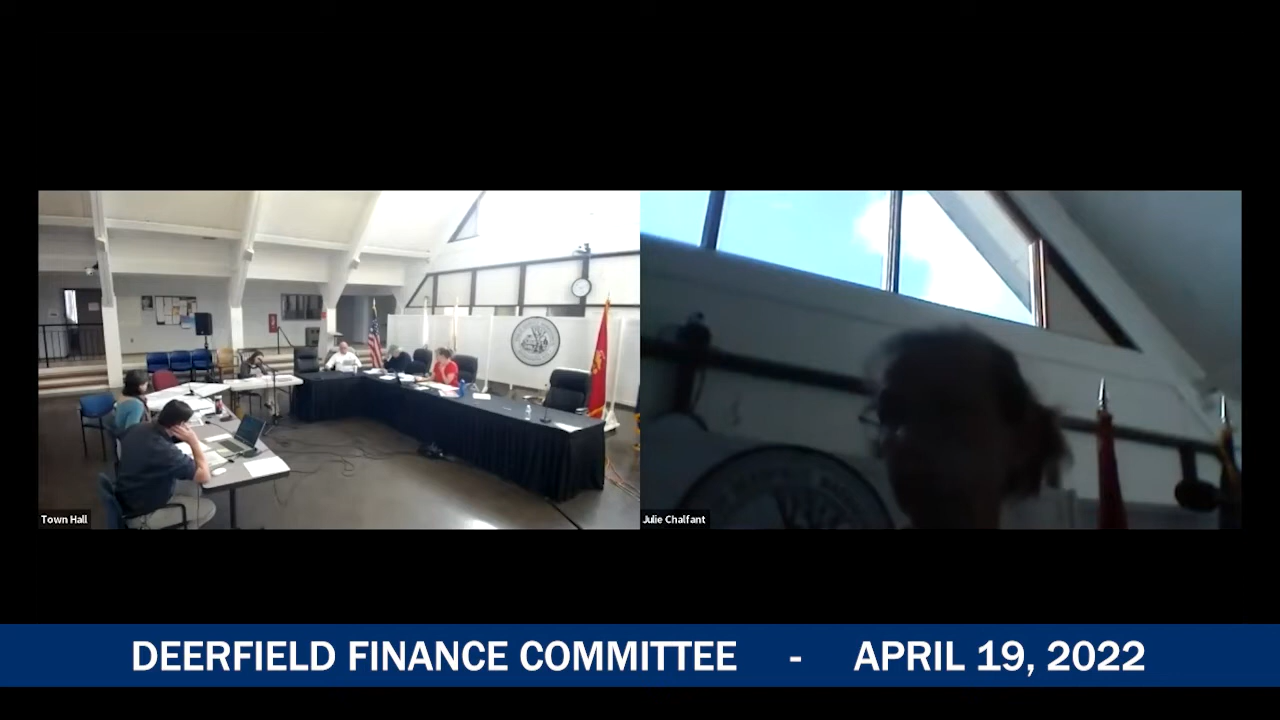 Town Hall
Julie Chalfant
DEERFIELD FINANCE COMMITTEE - APRIL 19, 2022